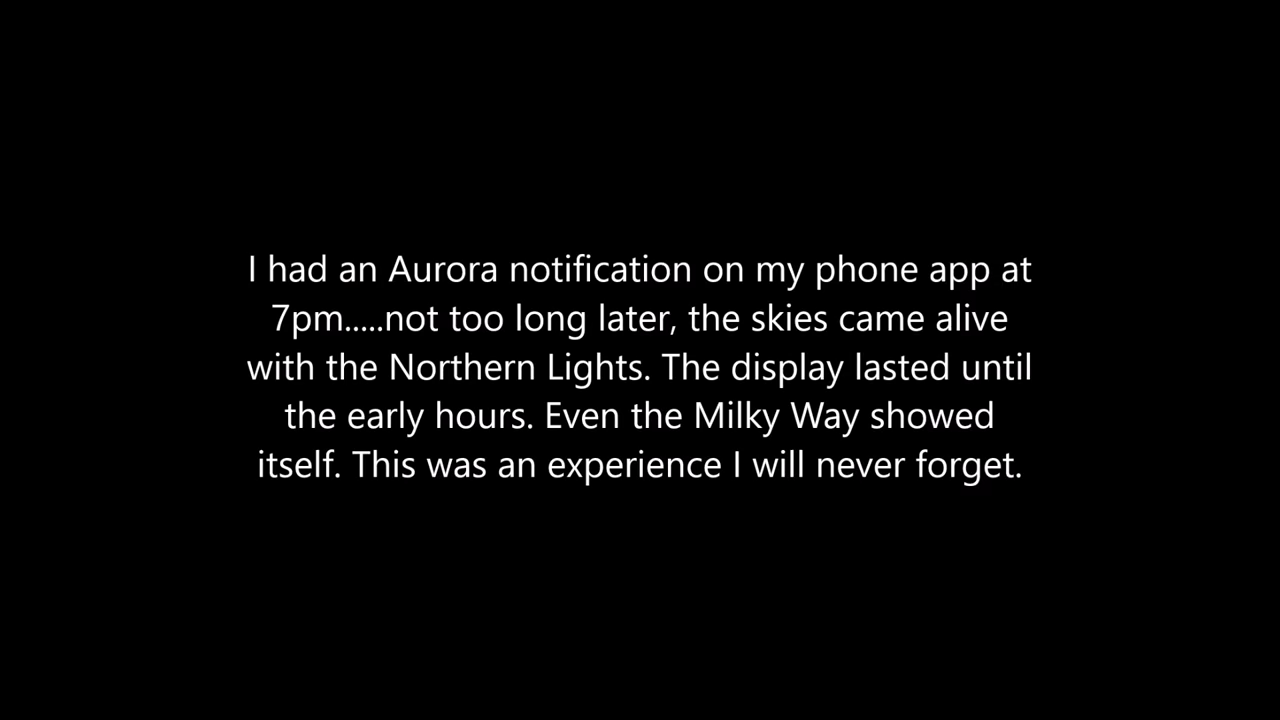 I had an Aurora notification on my phone app at
7pm.....not too long later, the skies came alive
with the Northern Lights. The display lasted until
the early hours. Even the Milky Way showed
itself. This was an experience I will never forget.